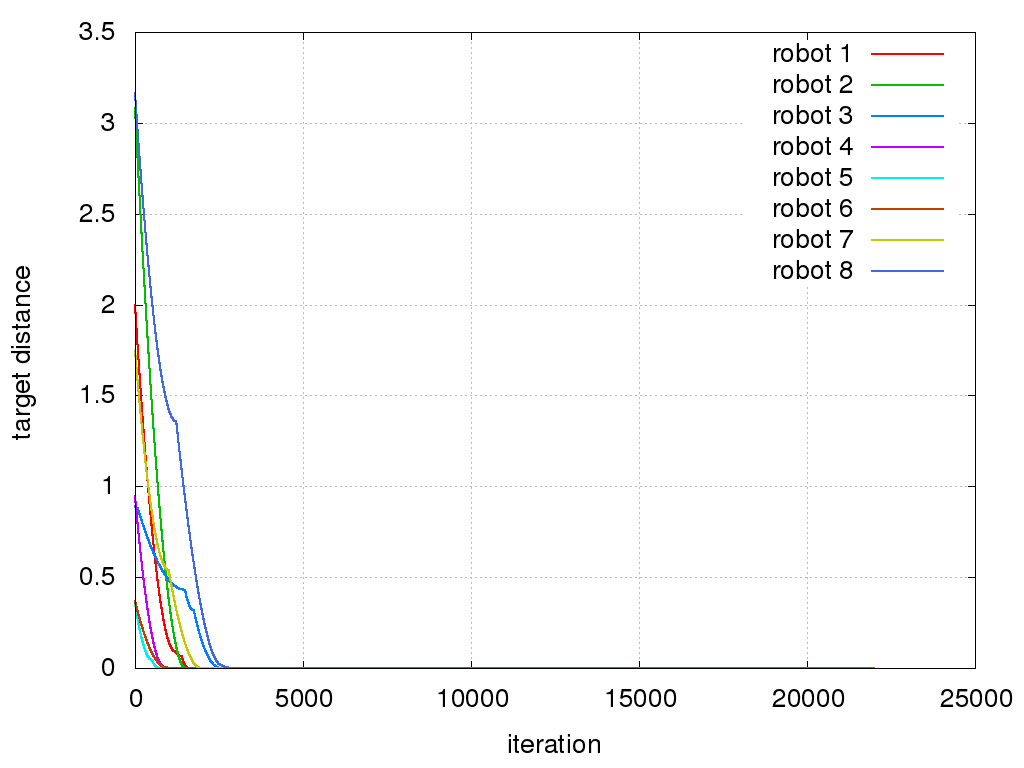 3.5
3
2.5
2
1.5
1
0.5
0
0 5000 10000 15000 20000 25000
target distance
iteration
robot 1
robot 2
robot 3
robot 4
robot 5
robot 6
robot 7
robot 8